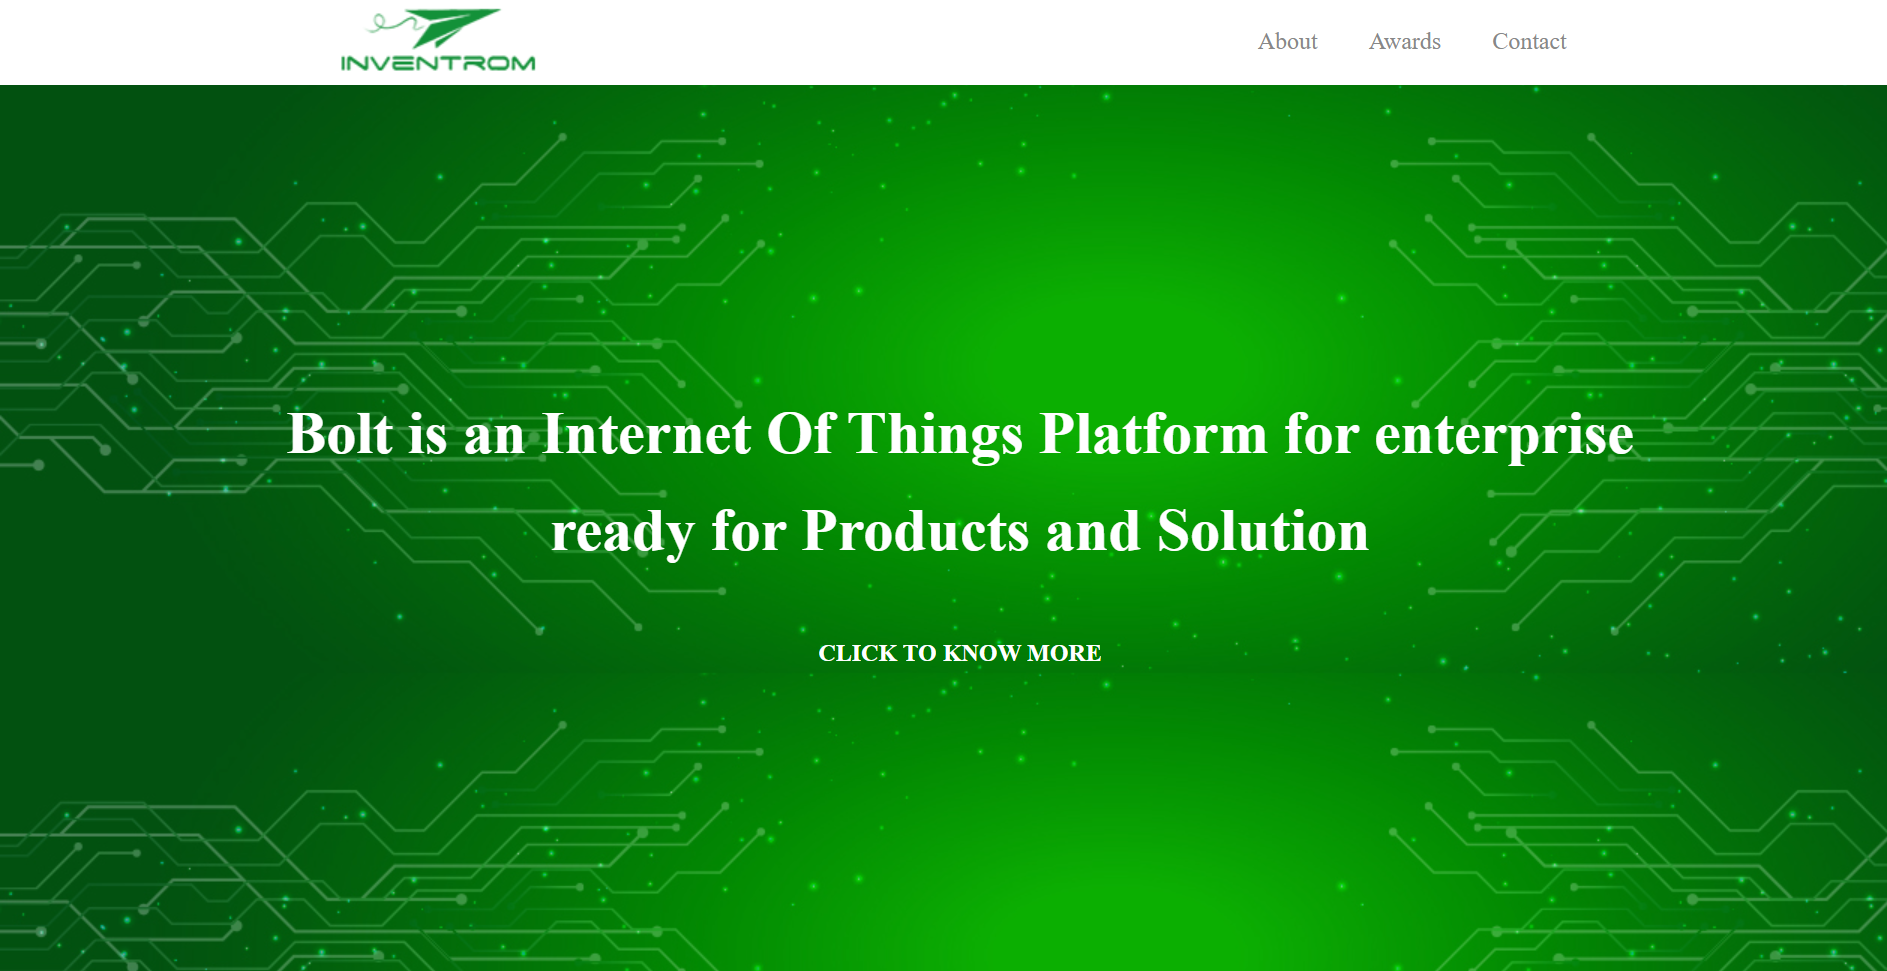 INVENTROM
About Awards Contact
Bolt is an Internet Of Things Platform for enterprise
ready for Products and Solution
CLICK TO KNOW MORE